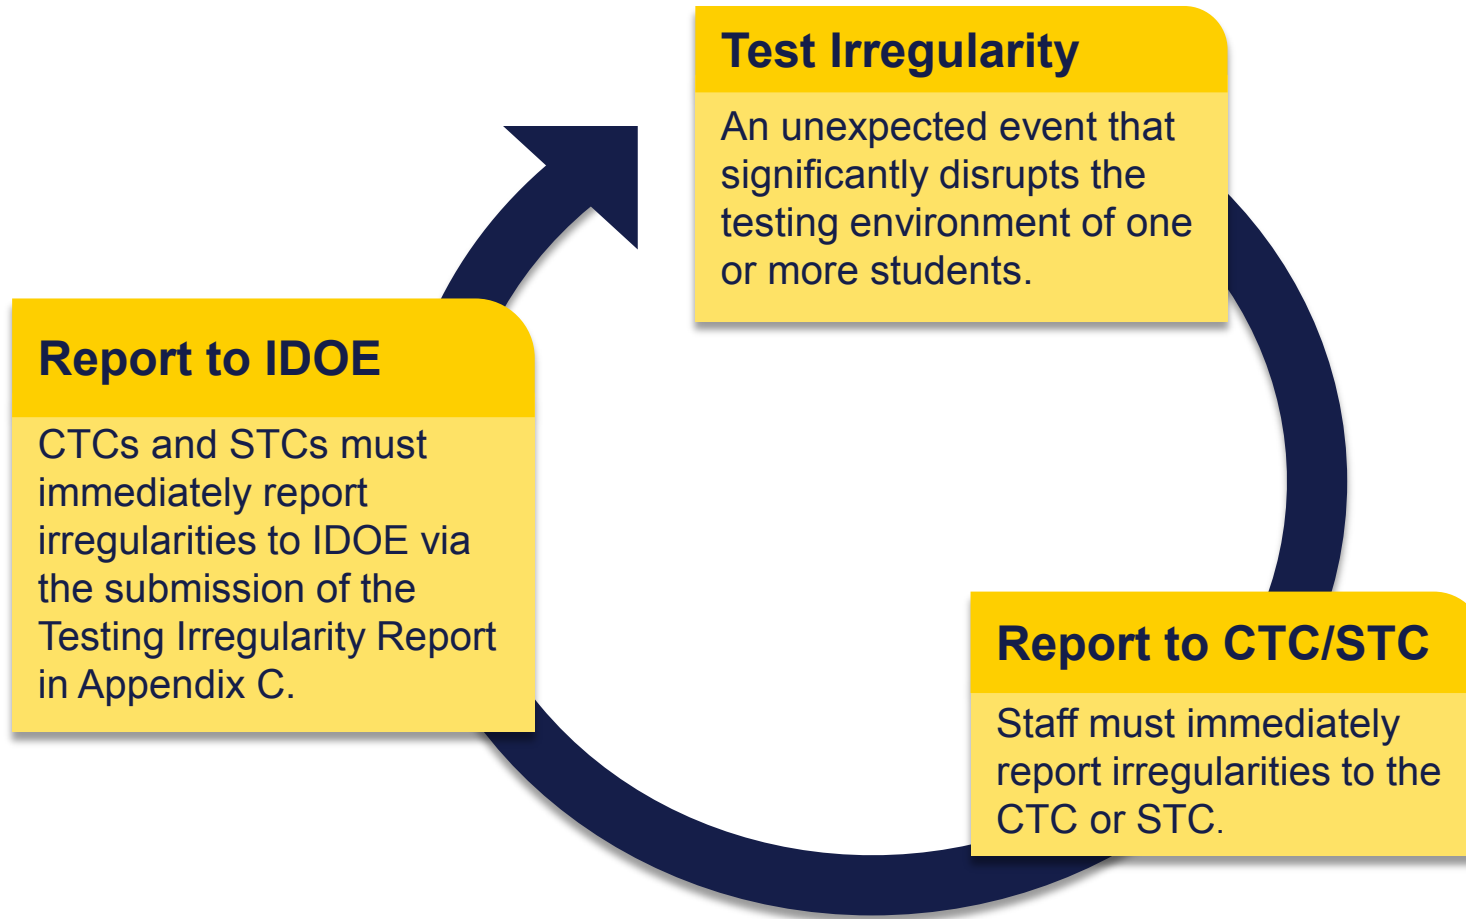 Test Irregularity
An unexpected event that
significantly disrupts the
testing environment of one
or more students.
Report to CTC/STC
Staff must immediately
report irregularities to the
CTC or STC.
Report to IDOE
CTCs and STCs must
immediately report
irregularities to IDOE via
the submission of the
Testing Irregularity Report
in Appendix C.